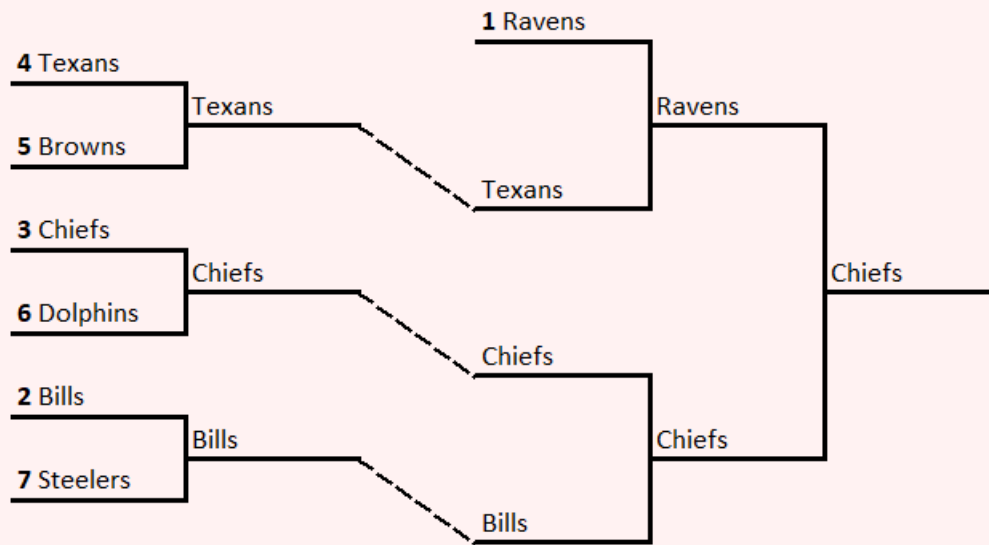 4 Texans
5 Browns
3 Chiefs
6 Dolphins
2 Bills
7 Steelers
Texans
Chiefs
Bills
1 Ravens
Texans
Chiefs
Bills
Ravens
Chiefs
Chiefs